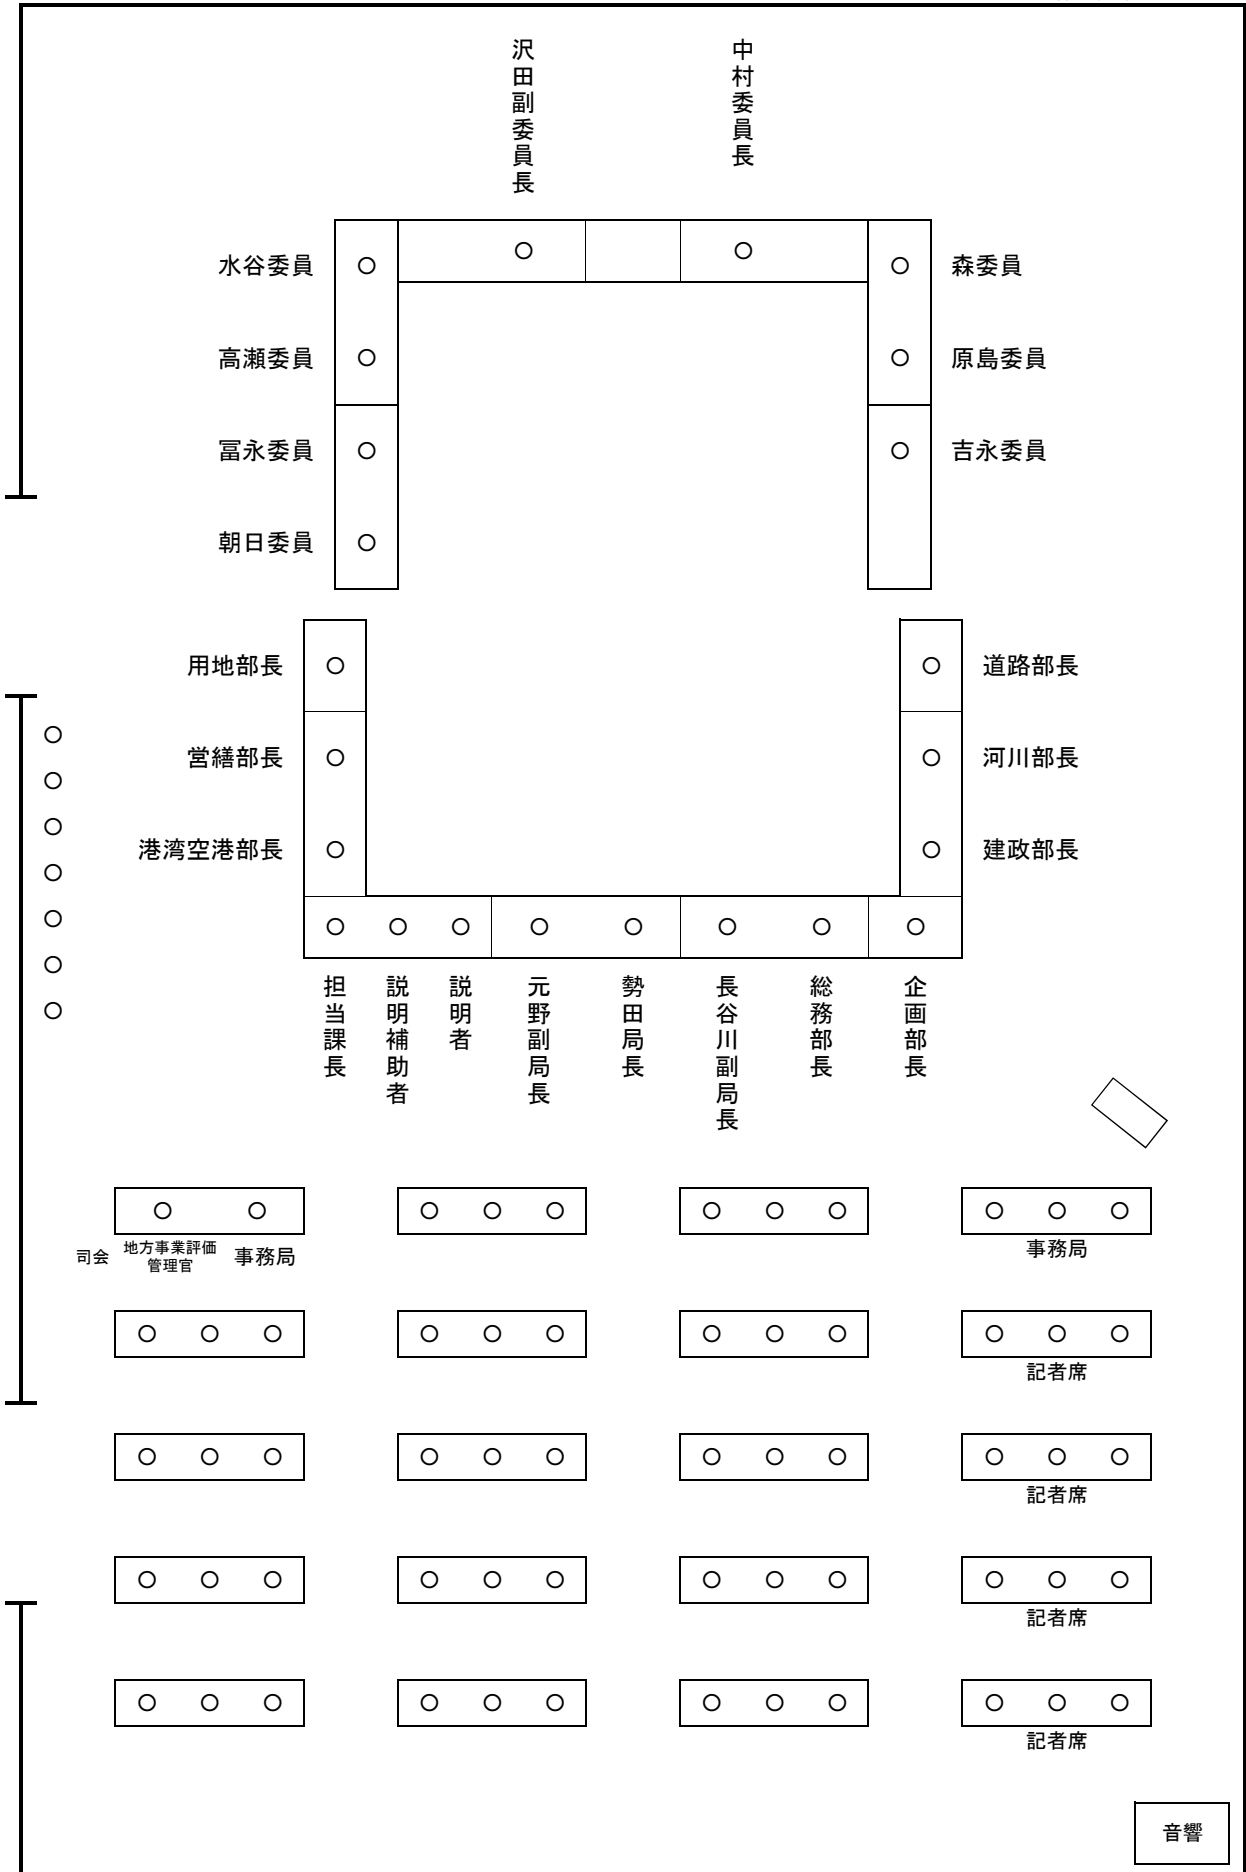 沢田副委員長
中村委員長
水谷委員
森委員
高瀬委員
原島委員
冨永委員
吉永委員
朝日委員
用地部長
道路部長
営繕部長
河川部長
港湾空港部長
建政部長
担当課長
説明補助者
説明者
元野副局長
勢田局長
長谷川副局長
総務部長
企画部長
司会
地方事業評価
管理官
事務局
事務局
記者席
記者席
記者席
記者席
音響